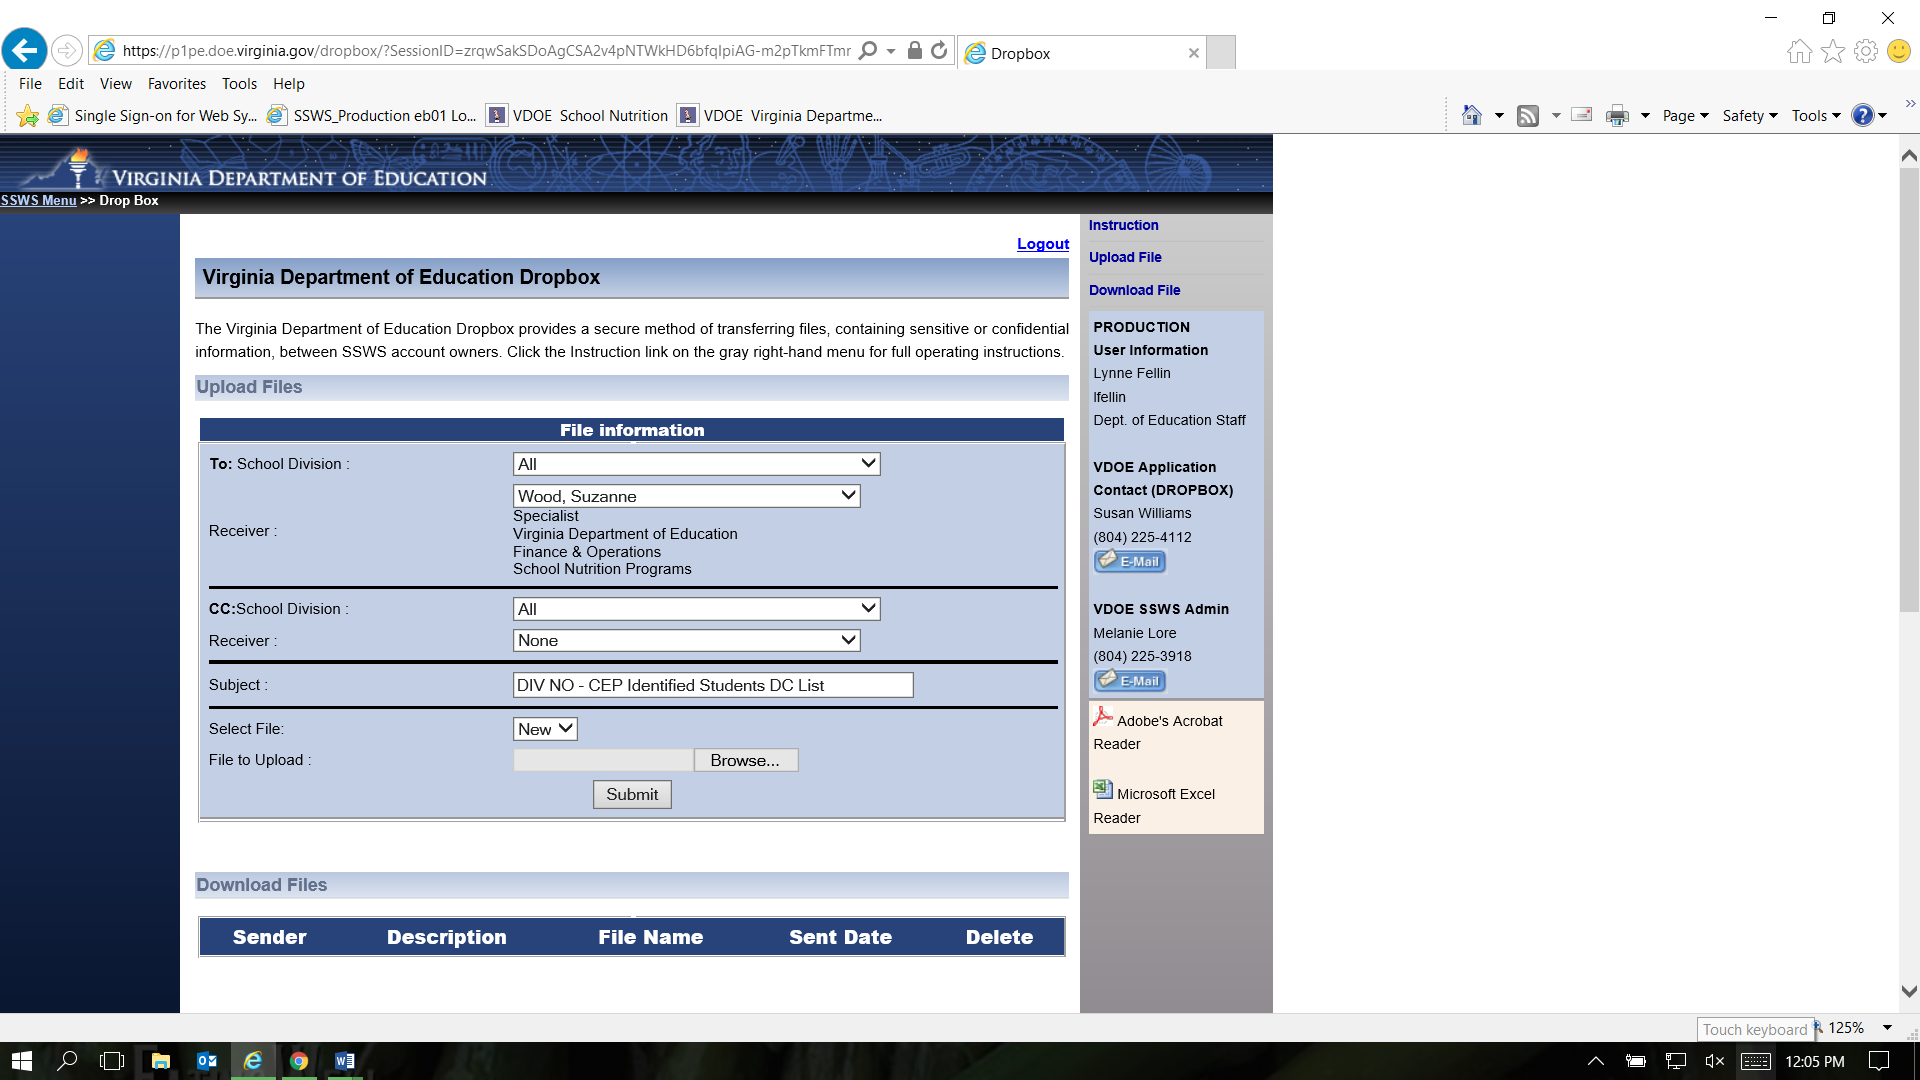 https://p1pe.doe.virginia.gov/dropbox/?SessionID=zrqwSakSDoAgCSA2v4pNTWkHD6bfqIpiAG-m2pTkmFTmr
Dropbox
File Edit View Favorites Tools Help
Single Sign-on for Web Sy... SSWS_Production eb01 Lo... VDOE School Nutrition VDOE Virginia Departme...
Page Safety Tools
VIRGINIA DEPARTMENT OF EDUCATION
SSWS Menu >> Drop Box
Logout
Virginia Department of Education Dropbox
The Virginia Department of Education Dropbox provides a secure method of transferring files, containing sensitive or confidential
information, between SSWS account owners. Click the Instruction link on the gray right-hand menu for full operating instructions.
Upload Files
File information
To: School Division : All
Wood, Suzanne
Receiver :
Specialist
Virginia Department of Education
Finance & Operations
School Nutrition Programs
CC:School Division : All
Receiver : None
Subject : DIV NO - CEP Identified Students DC List
Select File: New
File to Upload : Browse...
Submit
Download Files
Sender Description File Name Sent Date Delete
Instruction
Upload File
Download File
PRODUCTION
User Information
Lynne Fellin
lfellin
Dept. of Education Staff
VDOE Application
Contact (DROPBOX)
Susan Williams
(804) 225-4112
E-Mail
VDOE SSWS Admin
Melanie Lore
(804) 225-3918
E-Mail
Adobe's Acrobat
Reader
Microsoft Excel
Reader
Touch keyboard
125%
12:05 PM